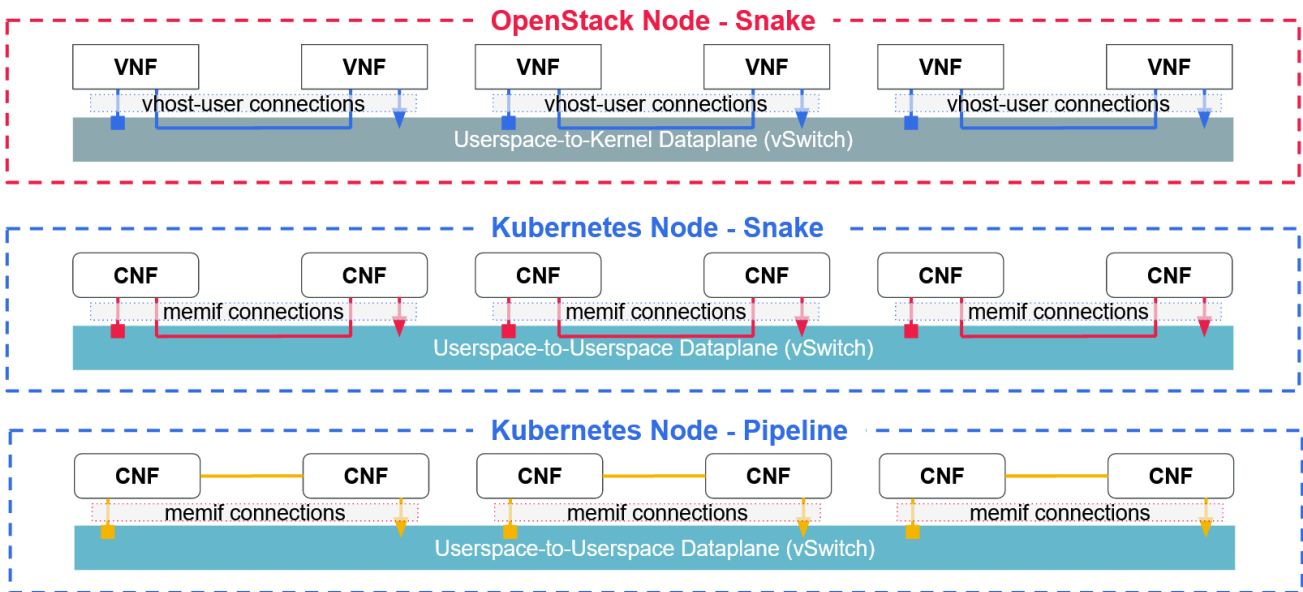 OpenStack Node - Snake
VNF VNF VNF VNF VNF VNF
vhost-user connections vhost-user connections vhost-user connections
Userspace-to-Kernel Dataplane (vSwitch)
Kubernetes Node - Snake
CNF CNF CNF CNF CNF CNF
memif connections memif connections memif connections
Userspace-to-Userspace Dataplane (vSwitch)
Kubernetes Node - Pipeline
CNF CNF CNF CNF CNF CNF
memif connections memif connections memif connections
Userspace-to-Userspace Dataplane (vSwitch)